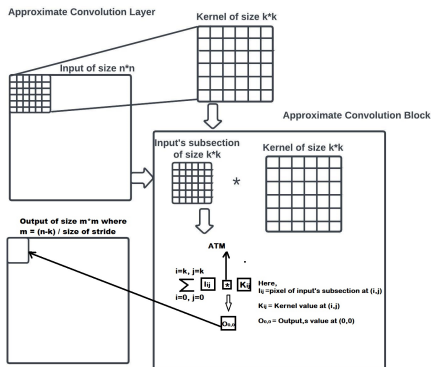 Approximate Convolution Layer
Kernel of size k*k
Input of size n*n
Approximate Convolution Block
Input's subsection
of size k*k
Kernel of size k*k
*
Output of size m*m where
m = (n-k) / size of stride
ATM
i=k, j=k
∑ Iij * Kij
i=0, j=0
Here,
Iij =pixel of input's subsection at (i,j)
Kij = Kernel value at (i,j)
O0,0 = Output,s value at (0,0)
O0,0